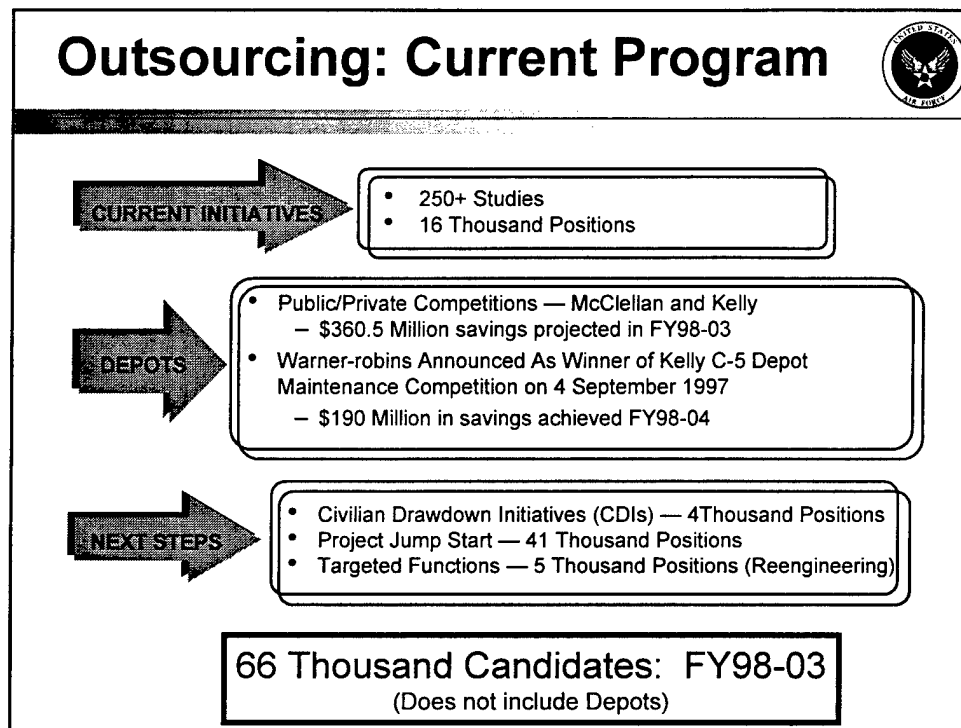 Outsourcing: Current Program
UNITED STATES
AIR FORCE
CURRENT INITIATIVES
• 250+ Studies
• 16 Thousand Positions
DEPOTS
• Public/Private Competitions — McClellan and Kelly
– $360.5 Million savings projected in FY98-03
• Warner-robins Announced As Winner of Kelly C-5 Depot
Maintenance Competition on 4 September 1997
– $190 Million in savings achieved FY98-04
NEXT STEPS
• Civilian Drawdown Initiatives (CDIs) — 4Thousand Positions
• Project Jump Start — 41 Thousand Positions
• Targeted Functions — 5 Thousand Positions (Reengineering)
66 Thousand Candidates: FY98-03
(Does not include Depots)